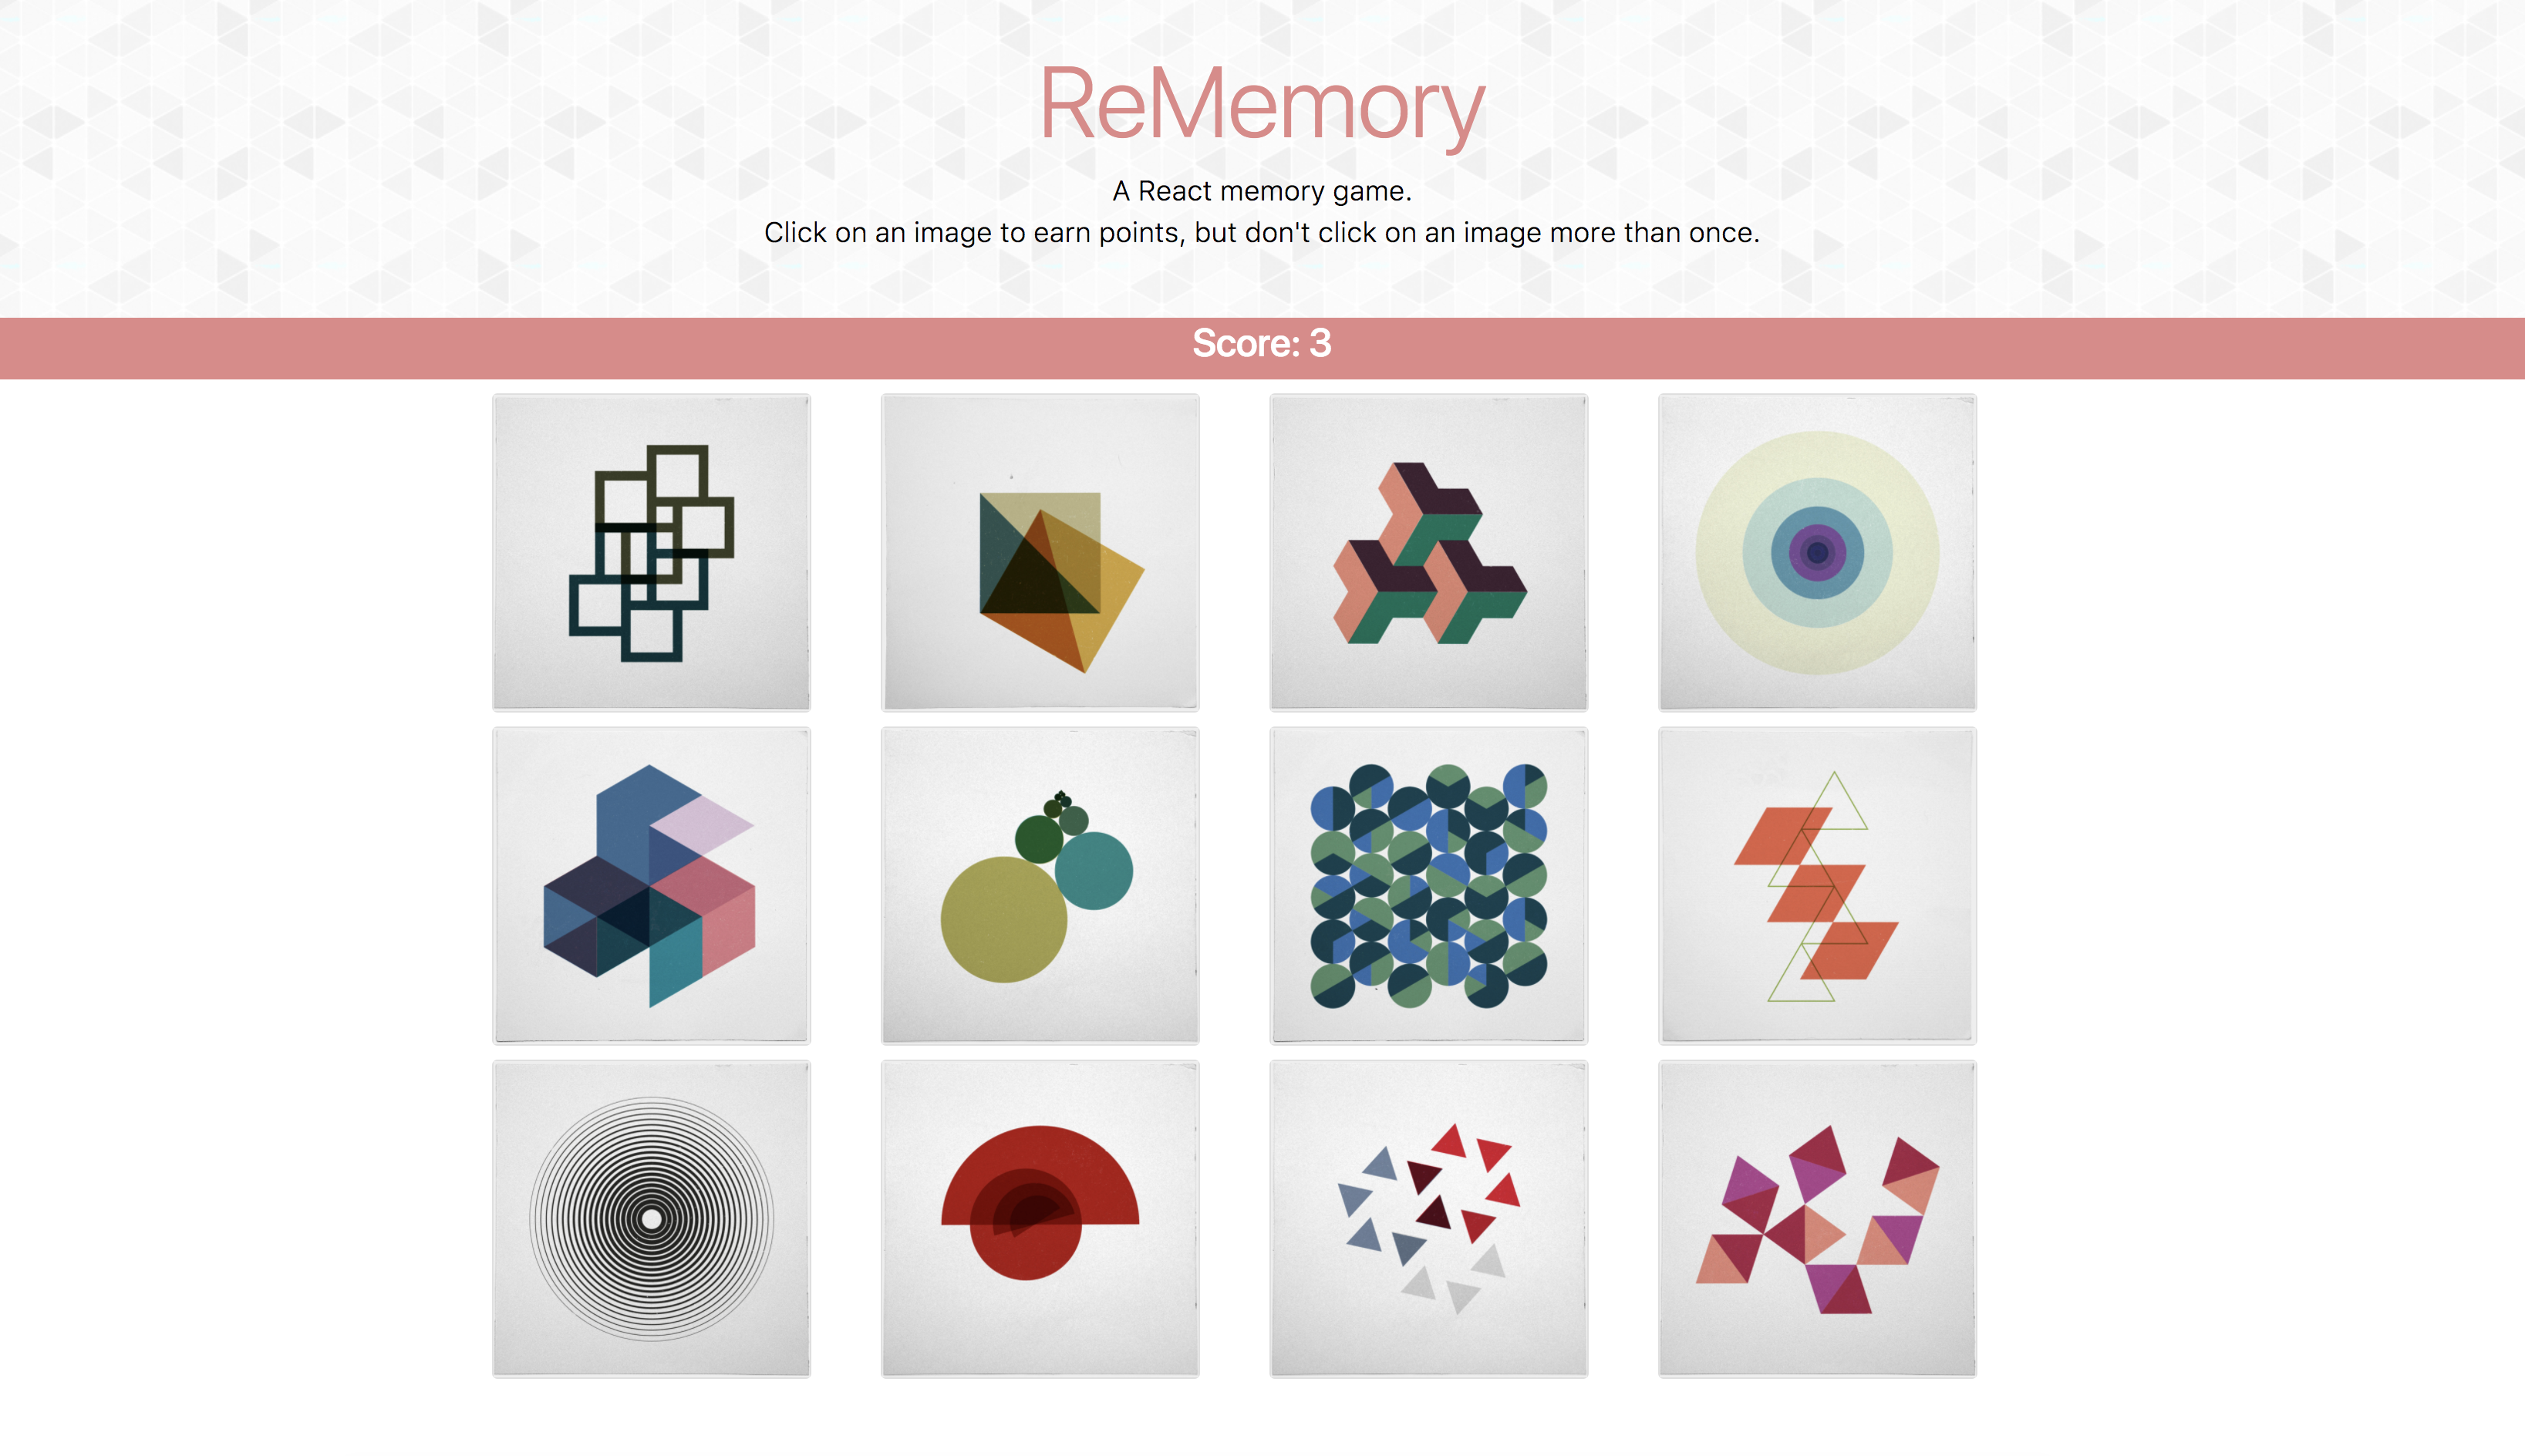 ReMemory
A React memory game.
Click on an image to earn points, but don't click on an image more than once.
Score: 3